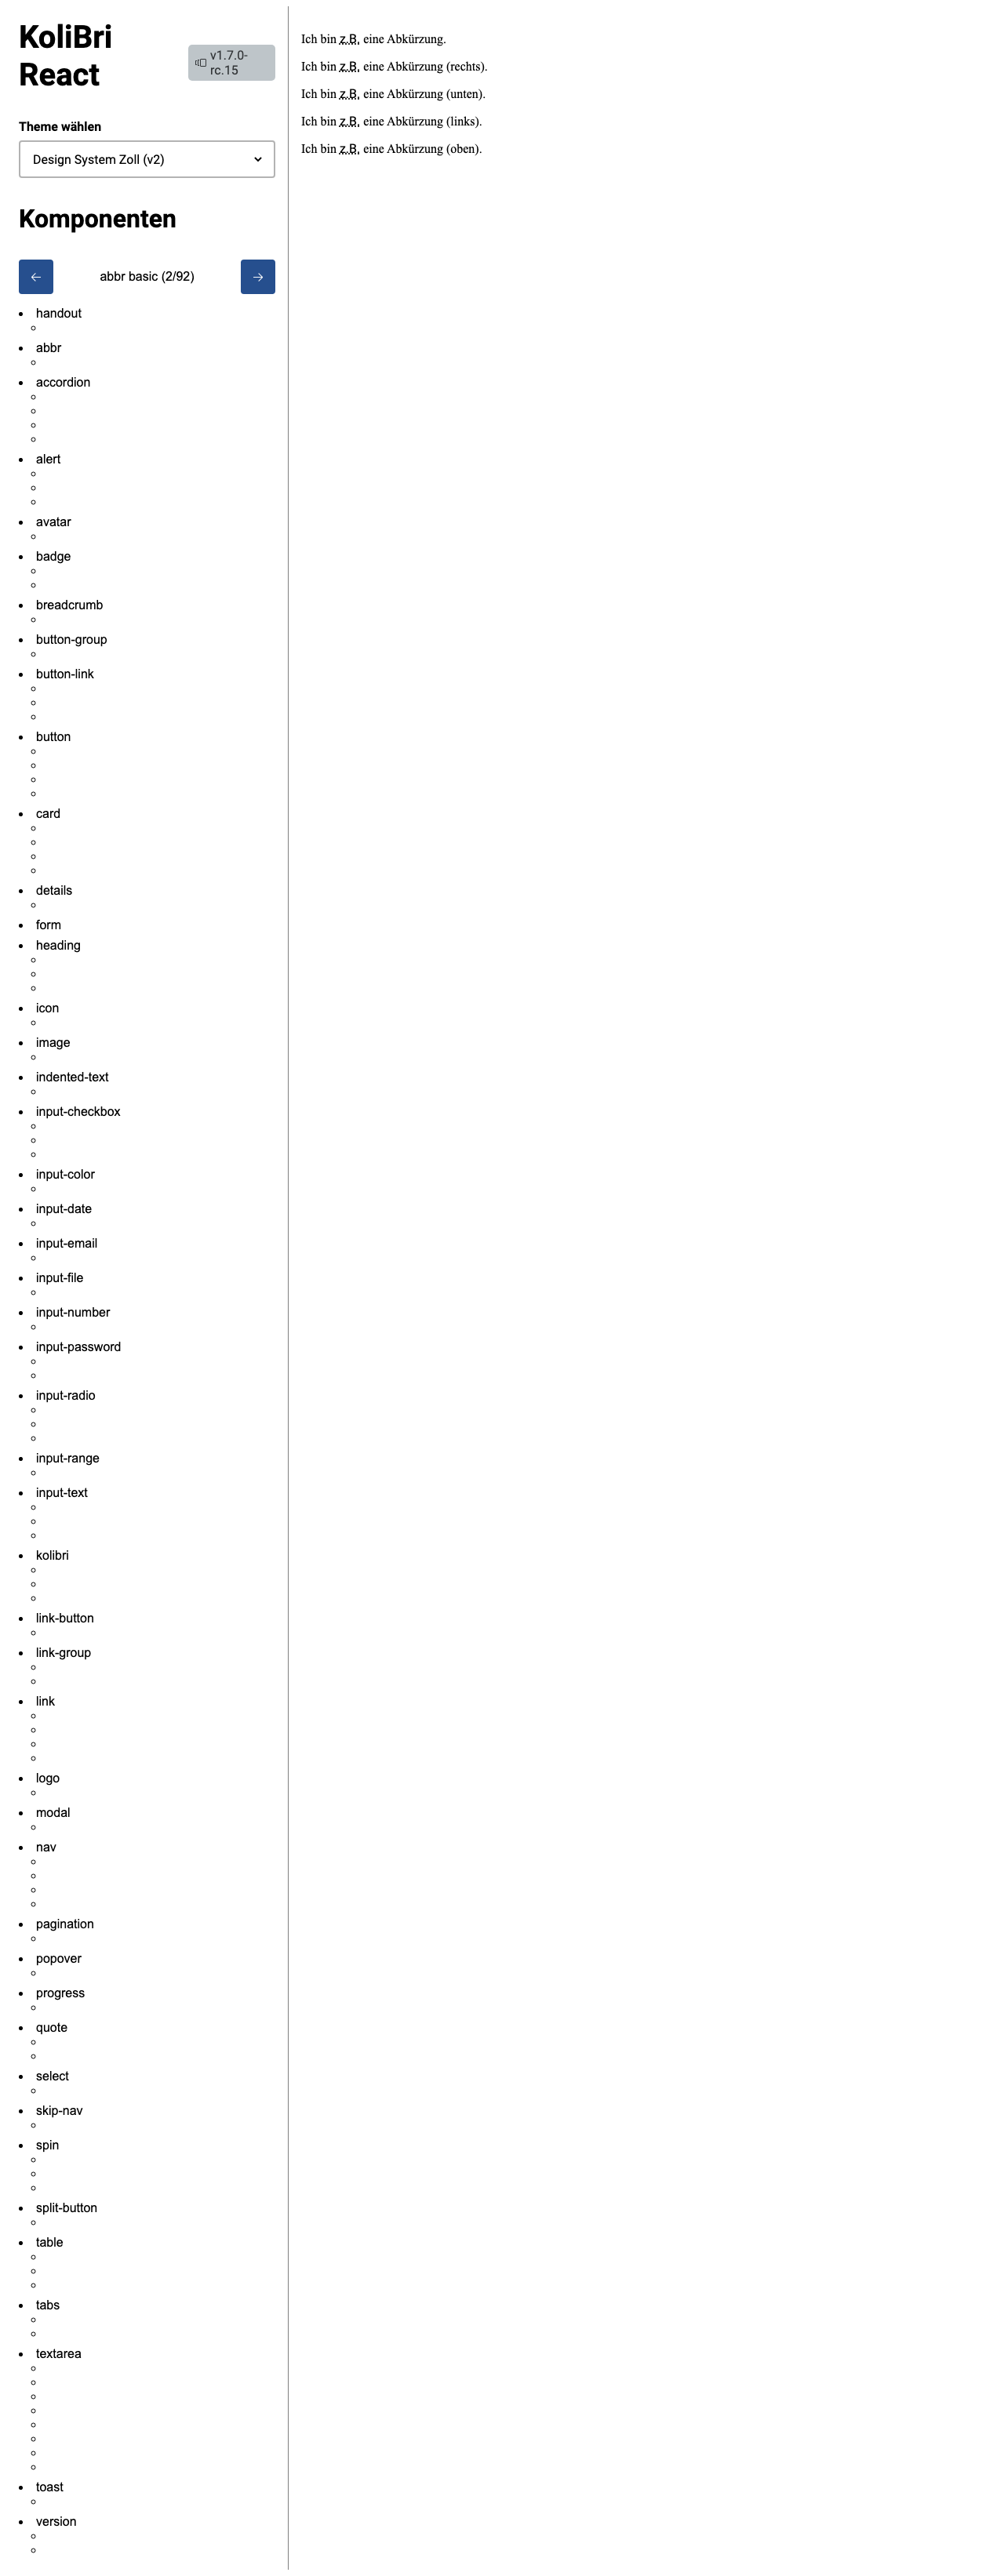 KoliBri
React
v1.7.0-
rc.15
Theme wählen
Design System Zoll (v2)
Komponenten
abbr basic (2/92)
handout
abbr
accordion
alert
avatar
badge
breadcrumb
button-group
button-link
button
card
details
form
heading
icon
image
indented-text
input-checkbox
input-color
input-date
input-email
input-file
input-number
input-password
input-radio
input-range
input-text
kolibri
link-button
link-group
link
logo
modal
nav
pagination
popover
progress
quote
select
skip-nav
spin
split-button
table
tabs
textarea
toast
version
Ich bin z.B. eine Abkürzung.
Ich bin z.B. eine Abkürzung (rechts).
Ich bin z.B. eine Abkürzung (unten).
Ich bin z.B. eine Abkürzung (links).
Ich bin z.B. eine Abkürzung (oben).